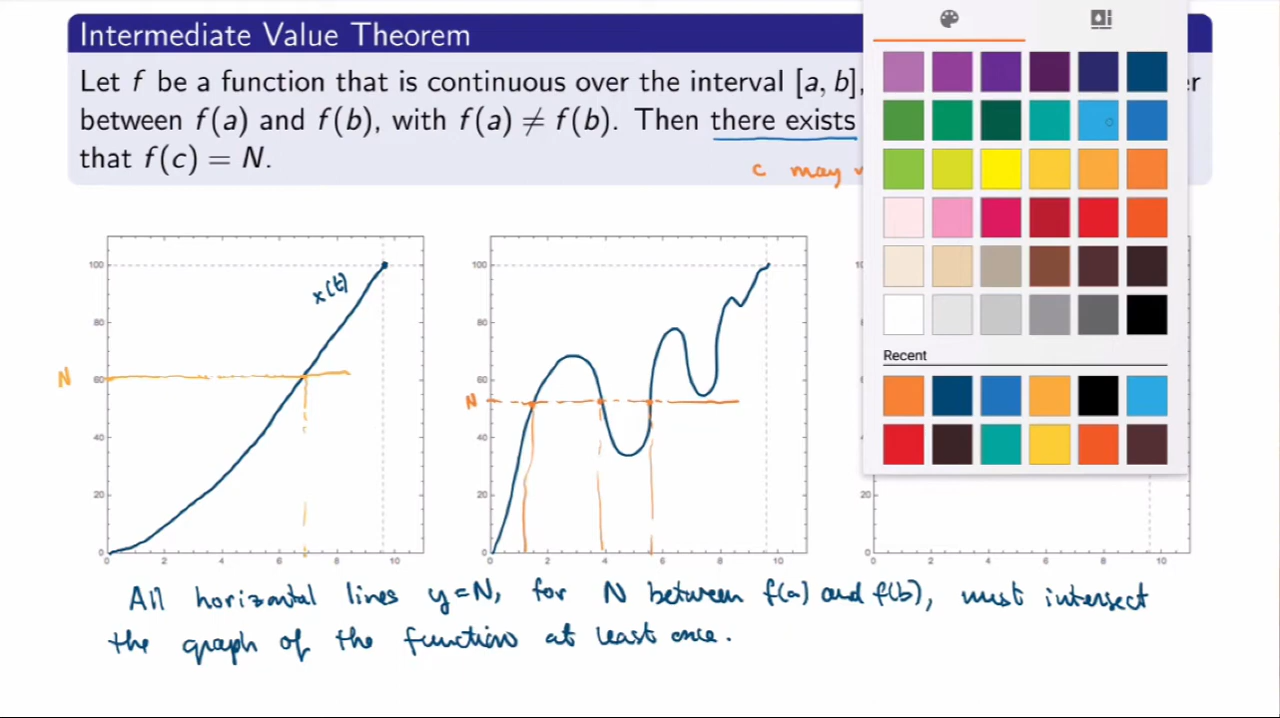 Intermediate Value Theorem
Let f be a function that is continuous over the interval [a, b],
between f(a) and f(b), with f(a) ≠ f(b). Then there exists
that f(c) = N.
c may
x(t)
N
100
80
60
40
20
0
0 2 4 6 8 10
N
100
80
60
40
20
0
0 2 4 6 8 10
20
0
0 2 4 6 8 10
Recent
All horizontal lines y=N, for N between f(a) and f(b), must intersect
the graph of the function at least once.